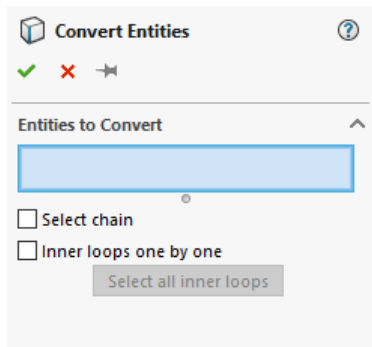 Convert Entities
?
Entities to Convert
Select chain
Inner loops one by one
Select all inner loops